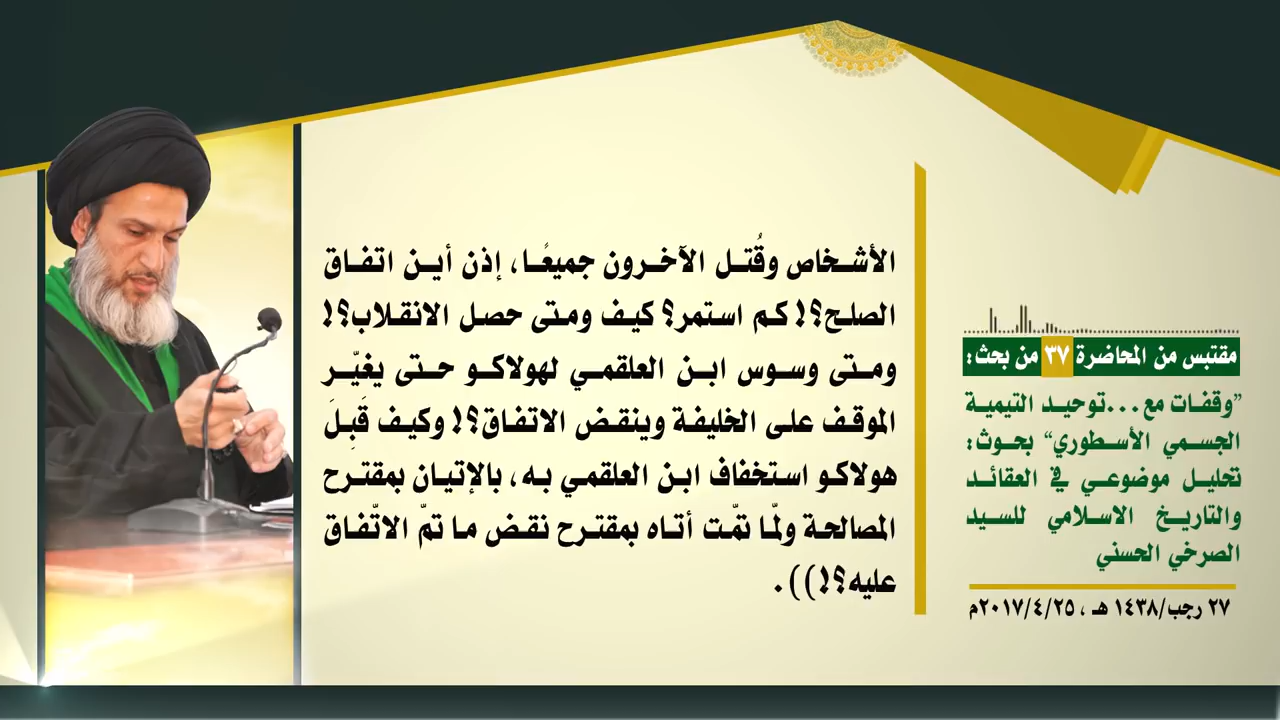 مقتبس من المحاضرة ٣٧ من بحث:
”وقفات مع...توحيد التيمية
الجسمي الأسطوري“ بحوث:
تحليل موضوعي في العقائد
والتاريخ الاسلامي للسيد
الصرخي الحسني
٢٧ رجب/١٤٣٨ هـ ، ٢٠١٧/٤/٢٥م
الأشخاص وقُتل الآخرون جميعًا، إذن أين اتفاق
الصلح؟! كم استمر؟ كيف ومتى حصل الانقلاب؟!
ومتى وسوس ابن العلقمي لهولاكو حتى يغيّر
الموقف على الخليفة وينقض الاتفاق؟! وكيف قَبِلَ
هولاكو استخفاف ابن العلقمي به، بالإتيان بمقترح
المصالحة ولمّا تمّت أتاه بمقترح نقض ما تمّ الاتّفاق
عليه؟!)).